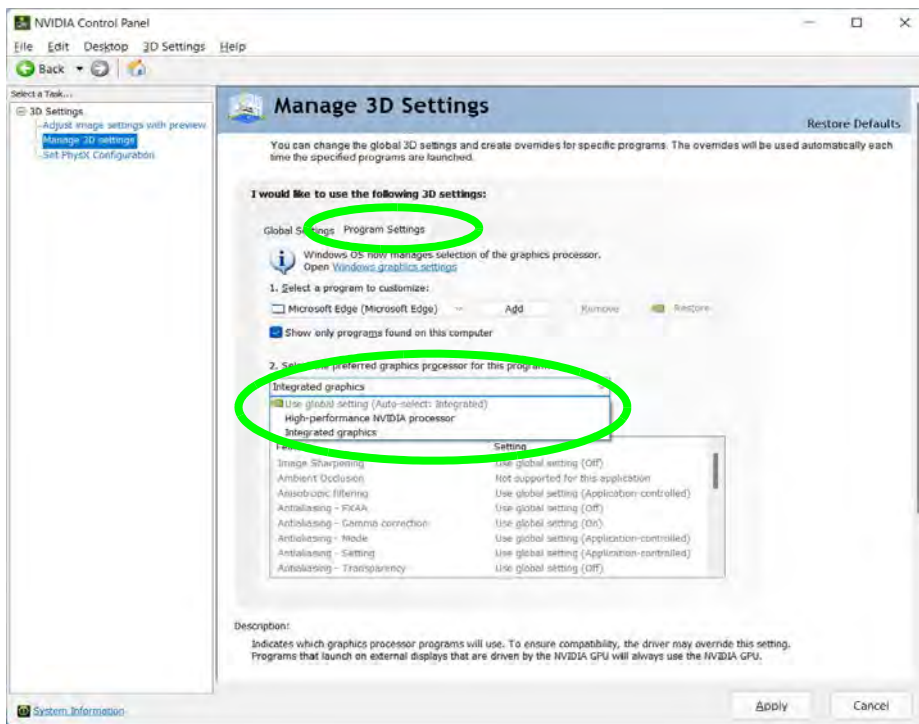 NVIDIA Control Panel
File Edit Desktop 3D Settings Help
Back
Select a Task...
3D Settings
Adjust image settings with preview
Manage 3D settings
Set PhysX Configuration
Manage 3D Settings
Restore Defaults
You can change the global 3D settings and create overrides for specific programs. The overrides will be used automatically each
time the specified programs are launched.
I would like to use the following 3D settings:
Global Settings Program Settings
Windows OS now manages selection of the graphics processor.
Open Windows graphics settings
1. Select a program to customize:
Microsoft Edge (Microsoft Edge) Add Remove Restore
Show only programs found on this computer
2. Select the preferred graphics processor for this program
Integrated graphics
Use global setting (Auto-select: Integrated)
High-performance NVIDIA processor
Integrated graphics
Setting
Image Sharpening Use global setting (Off)
Ambient Occlusion Not supported for this application
Anisotropic filtering Use global setting (Application-controlled)
Antialiasing - FXAA Use global setting (Off)
Antialiasing - Gamma correction Use global setting (On)
Antialiasing - Mode Use global setting (Application-controlled)
Antialiasing - Setting Use global setting (Application-controlled)
Antialiasing - Transparency Use global setting (Off)
Description:
Indicates which graphics processor programs will use. To ensure compatibility, the driver may override this setting.
Programs that launch on external displays that are driven by the NVIDIA GPU will always use the NVIDIA GPU.
System Information
Apply Cancel